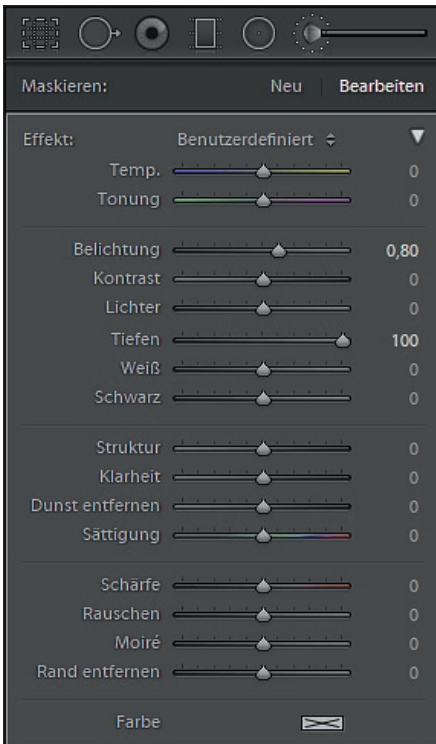 Maskieren: Neu Bearbeiten
Effekt: Benutzerdefiniert
Temp. 0
Tonung 0
Belichtung 0,80
Kontrast 0
Lichter 0
Tiefen 100
Weiß 0
Schwarz 0
Struktur 0
Klarheit 0
Dunst entfernen 0
Sättigung 0
Schärfe 0
Rauschen 0
Moiré 0
Rand entfernen 0
Farbe